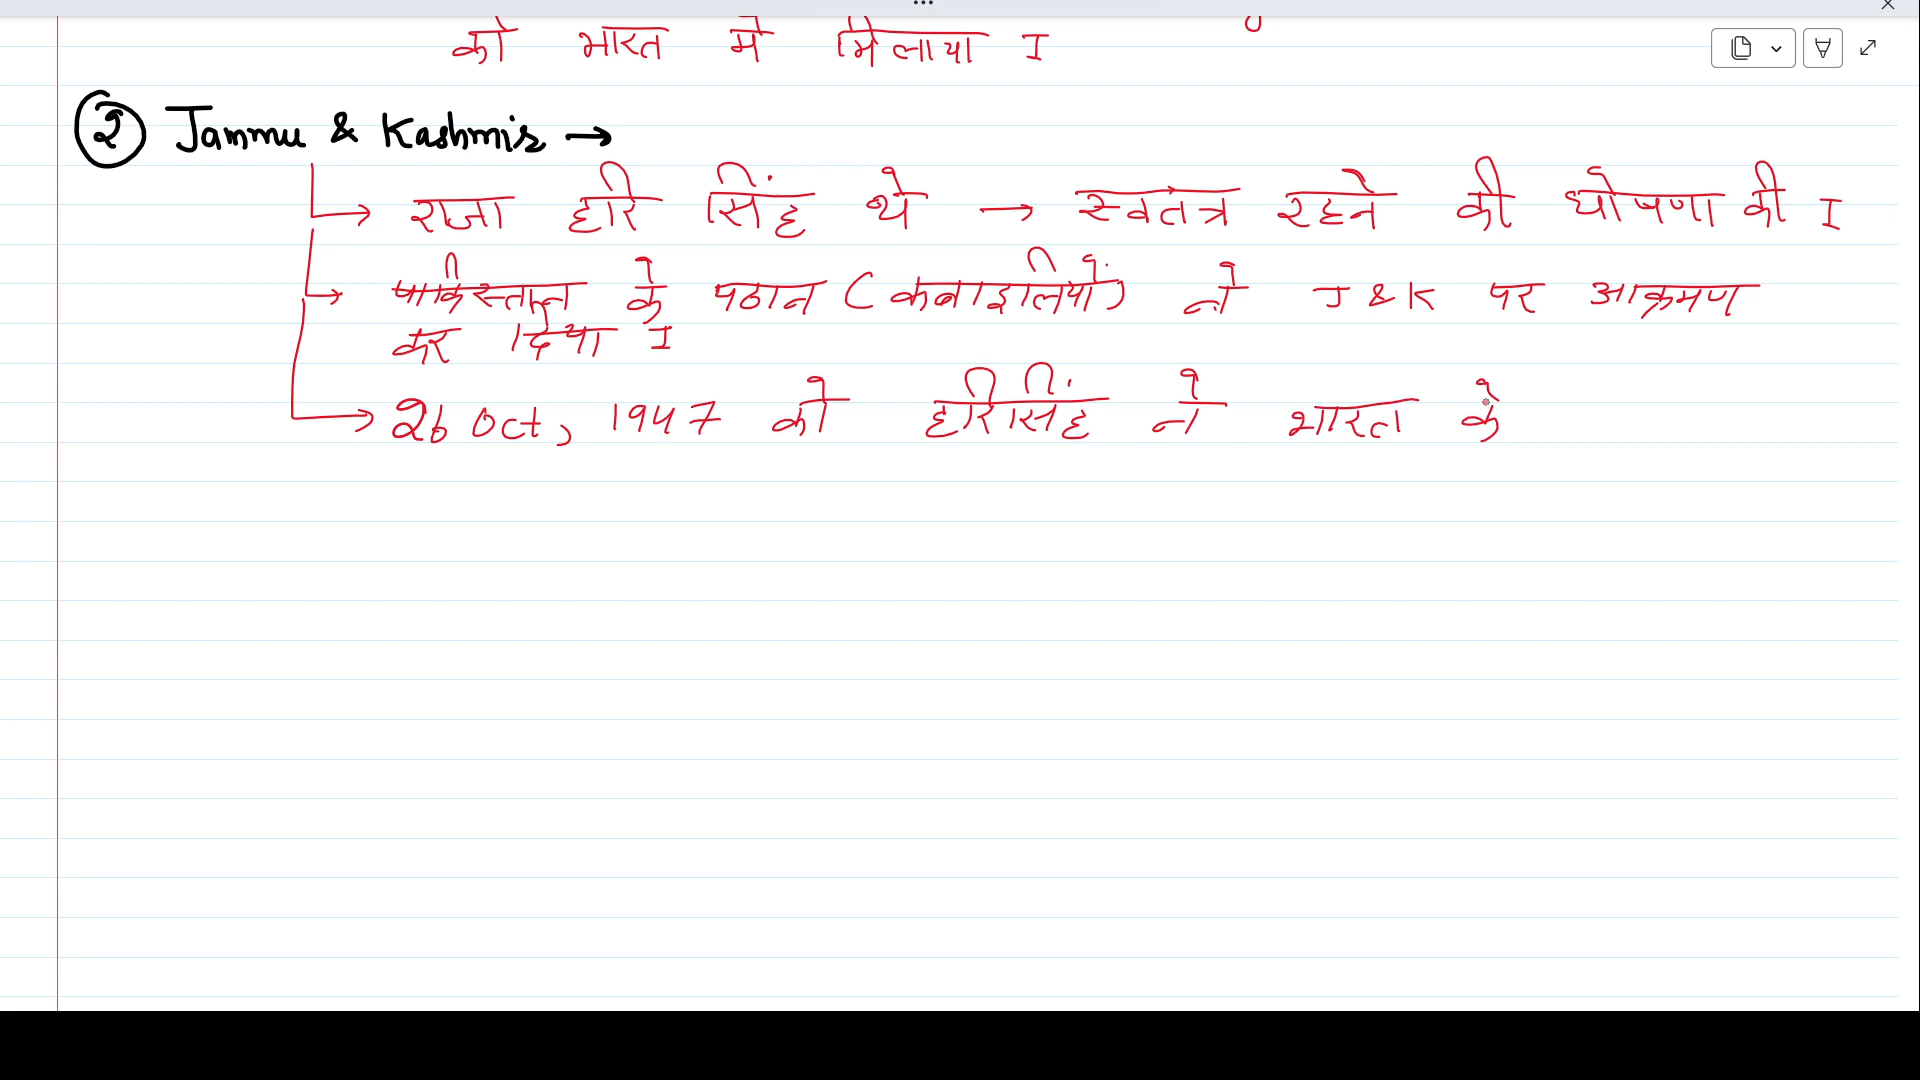 को भारत में मिलाया I
② Jammu & Kashmir →
→ राजा हरि सिंह थे → स्वतंत्र रहने की घोषणा की I
→ पाकिस्तान के पठान (कबाइलियों) ने J & K पर आक्रमण
कर दिया I
→ 26 Oct, 1947 को हरिसिंह ने भारत के